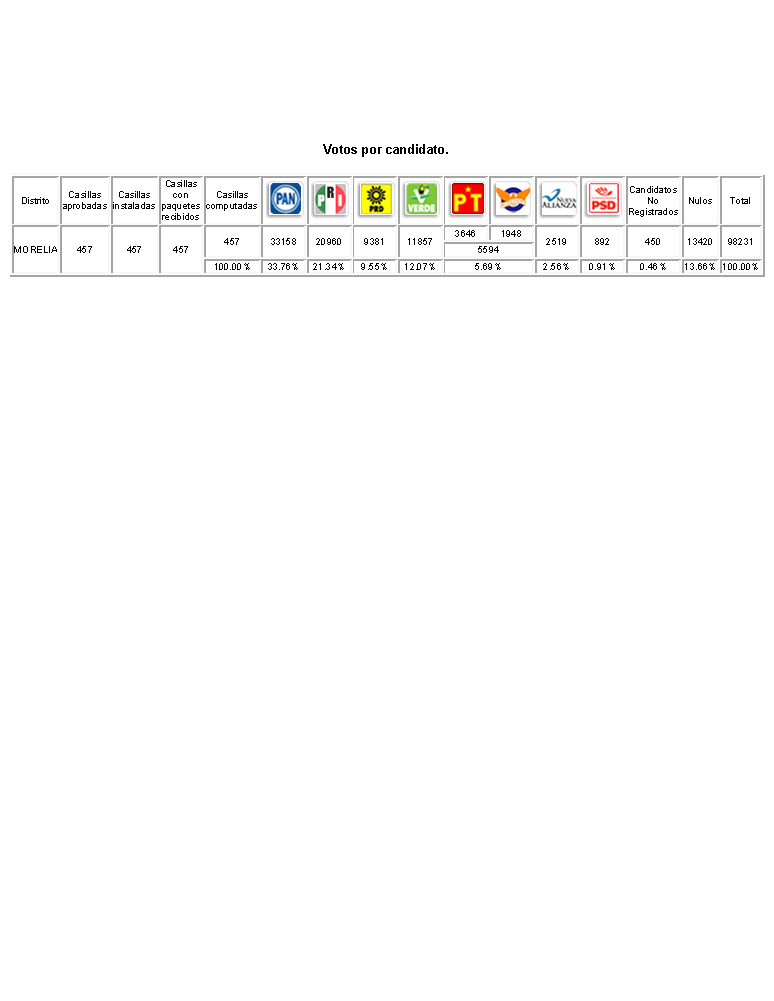 Votos por candidato.
Distrito Casillas aprobadas Casillas instaladas Casillas con paquetes recibidos Casillas computadas PAN PRI PRD VERDE PT NUEVA ALIANZA PSD Candidatos No Registrados Nulos Total
MORELIA 457 457 457 457 33158 20960 9381 11857 3646 1948 2519 892 450 13420 98231
5594
100.00 % 33.76 % 21.34 % 9.55 % 12.07 % 5.69 % 2.56 % 0.91 % 0.46 % 13.66 % 100.00 %